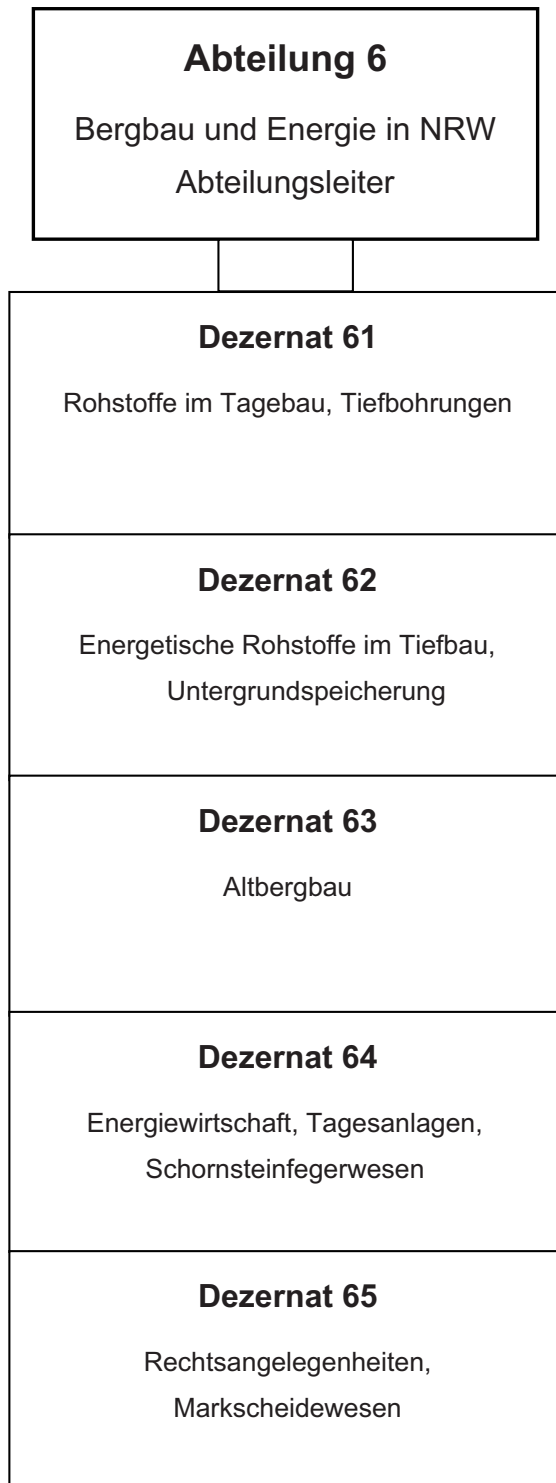 Abteilung 6
Bergbau und Energie in NRW
Abteilungsleiter
Dezernat 61
Rohstoffe im Tagebau, Tiefbohrungen
Dezernat 62
Energetische Rohstoffe im Tiefbau,
Untergrundspeicherung
Dezernat 63
Altbergbau
Dezernat 64
Energiewirtschaft, Tagesanlagen,
Schornsteinfegerwesen
Dezernat 65
Rechtsangelegenheiten,
Markscheidewesen